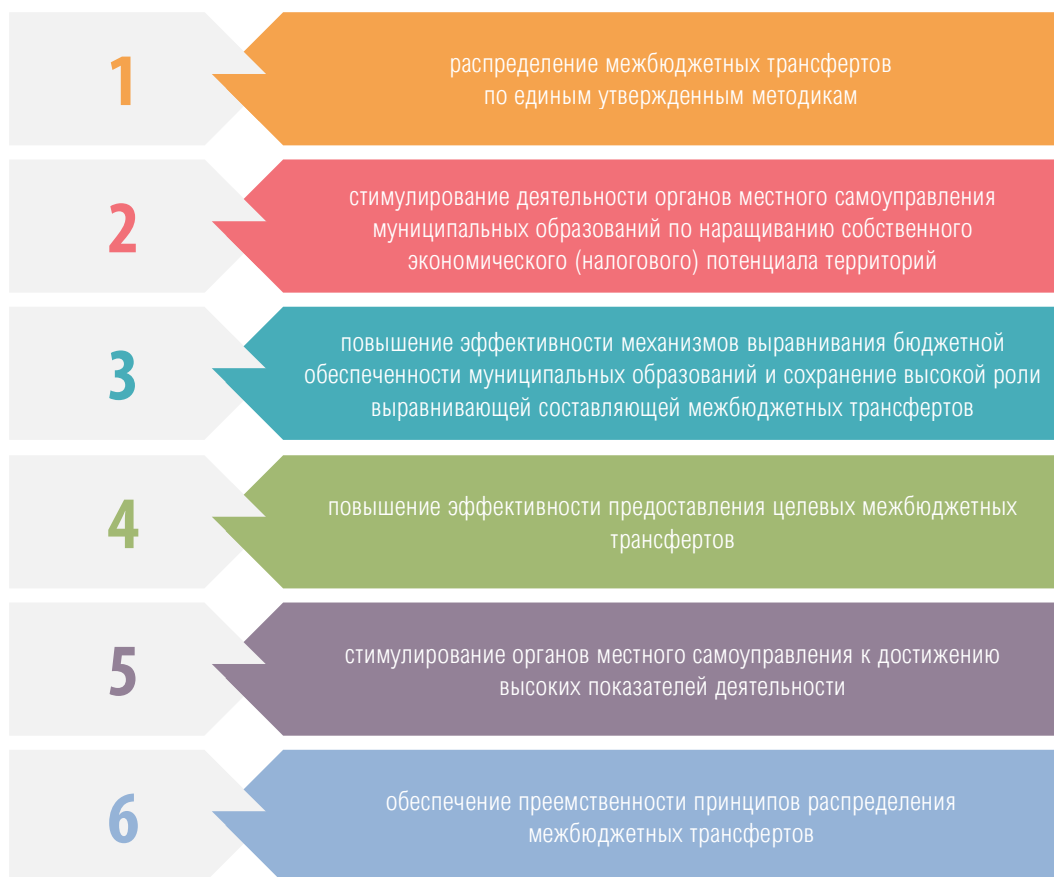 1
распределение межбюджетных трансфертов
по единым утвержденным методикам
2
стимулирование деятельности органов местного самоуправления
муниципальных образований по наращиванию собственного
экономического (налогового) потенциала территорий
3
повышение эффективности механизмов выравнивания бюджетной
обеспеченности муниципальных образований и сохранение высокой роли
выравнивающей составляющей межбюджетных трансфертов
4
повышение эффективности предоставления целевых межбюджетных
трансфертов
5
стимулирование органов местного самоуправления к достижению
высоких показателей деятельности
6
обеспечение преемственности принципов распределения
межбюджетных трансфертов